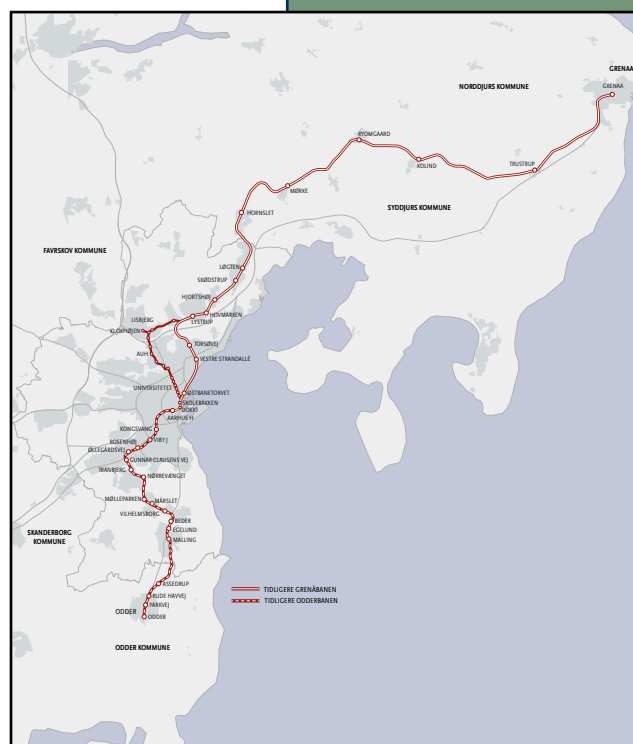 GRENAA
NORDDJURS KOMMUNE
GRENAA
RYOMGAARD
KOLIND
TRUSTRUP
MØRKE
SYDDJURS KOMMUNE
HORNSLET
FAVRSKOV KOMMUNE
LØGTEN
SKØDSTRUP
HJORTSHØJ
HOVMARKEN
LISBJERG
LYSTRUP
KLOKHØJEN
TORSØVEJ
AUH
VESTRE STRANDALLÉ
UNIVERSITETET
ØSTBANETORVET
SKOLEBAKKEN
DOKK1
AARHUS H
KONGSVANG
VIBY J
ROSENHØJ
ØLLEGÅRDSVEJ
GUNNAR CLAUSENS VEJ
TRANBJERG
NØRREVÆNGET
MØLLEPARKEN
MÅRSLET
VILHELMSBORG
BEDER
EGELUND
MALLING
SKANDERBORG
KOMMUNE
ASSEDRUP
RUDE HAVVEJ
PARKVEJ
ODDER
ODDER
ODDER KOMMUNE
TIDLIGERE GRENÅBANEN
TIDLIGERE ODDERBANEN